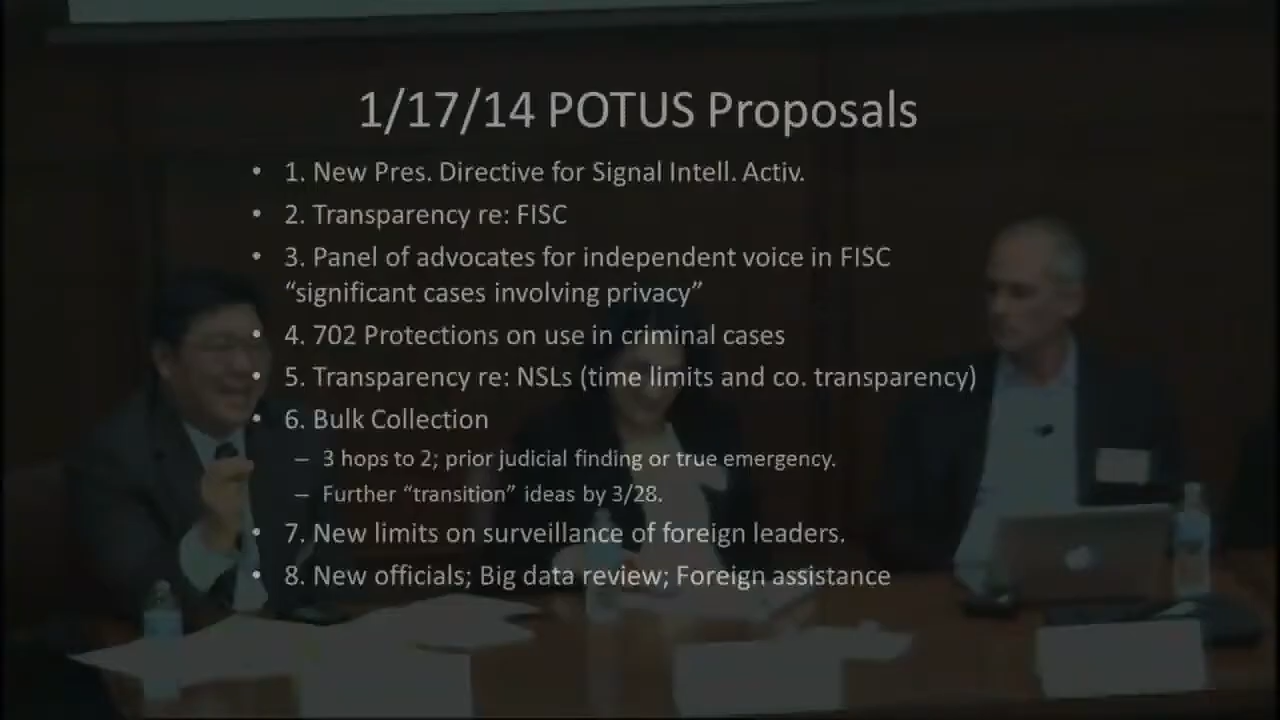 1/17/14 POTUS Proposals
• 1. New Pres. Directive for Signal Intell. Activ.
• 2. Transparency re: FISC
• 3. Panel of advocates for independent voice in FISC
“significant cases involving privacy”
• 4. 702 Protections on use in criminal cases
• 5. Transparency re: NSLs (time limits and co. transparency)
• 6. Bulk Collection
– 3 hops to 2; prior judicial finding or true emergency.
– Further “transition” ideas by 3/28.
• 7. New limits on surveillance of foreign leaders.
• 8. New officials; Big data review; Foreign assistance